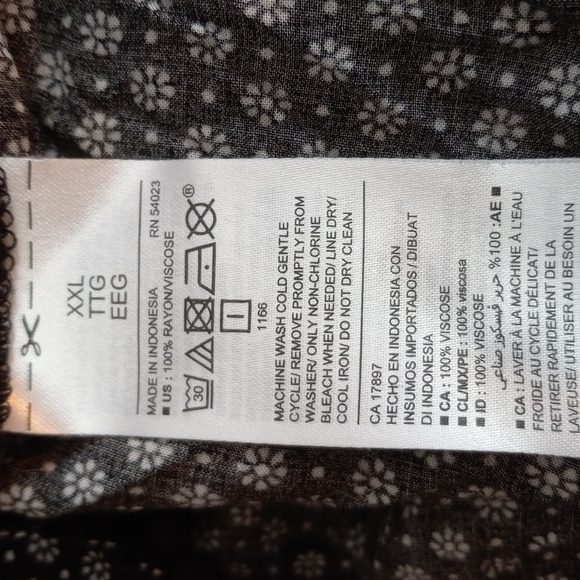 XXL
TTG
EEG
MADE IN INDONESIA RN 54023
■ US : 100% RAYON/VISCOSE
30
®
I
1166
MACHINE WASH COLD GENTLE
CYCLE/ REMOVE PROMPTLY FROM
WASHER/ ONLY NON-CHLORINE
BLEACH WHEN NEEDED/ LINE DRY/
COOL IRON/ DO NOT DRY CLEAN
CA 17897
HECHO EN INDONESIA CON
INSUMOS IMPORTADOS / DIBUAT
DI INDONESIA
■ CA : 100% VISCOSE
■ CL/MX/PE : 100% viscosa
■ ID : 100% VISCOSE
■ AE: 100 % حرير فيسكوز صناعي
■ CA : LAVER À LA MACHINE À L'EAU
FROIDE AU CYCLE DÉLICAT/
RETIRER RAPIDEMENT DE LA
LAVEUSE/ UTILISER AU BESOIN UN